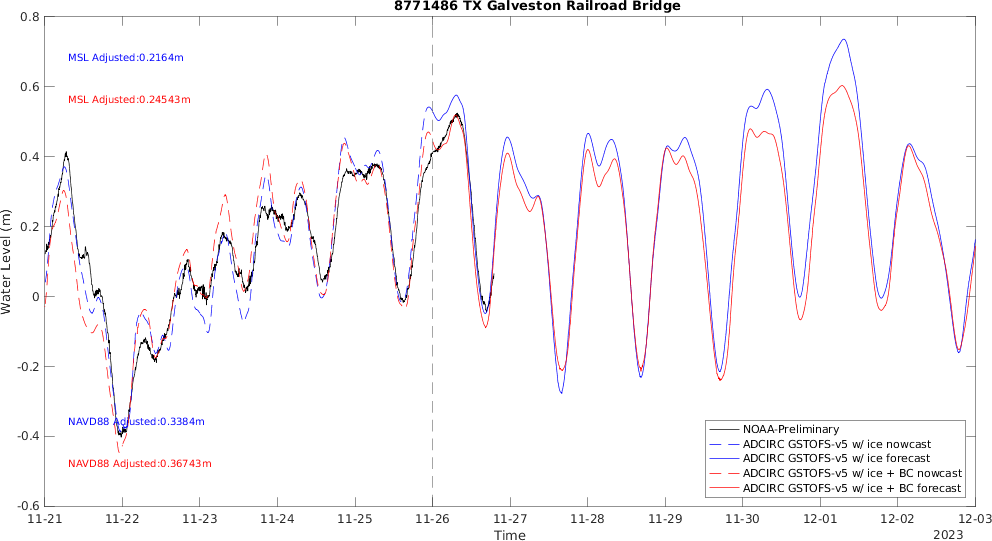 8771486 TX Galveston Railroad Bridge
0.8
0.6
0.4
0.2
0
-0.2
-0.4
-0.6
Water Level (m)
MSL Adjusted:0.2164m
MSL Adjusted:0.24543m
NAVD88 Adjusted:0.3384m
NAVD88 Adjusted:0.36743m
NOAA-Preliminary
ADCIRC GSTOFS-v5 w/ ice nowcast
ADCIRC GSTOFS-v5 w/ ice forecast
ADCIRC GSTOFS-v5 w/ ice + BC nowcast
ADCIRC GSTOFS-v5 w/ ice + BC forecast
11-21 11-22 11-23 11-24 11-25 11-26 11-27 11-28 11-29 11-30 12-01 12-02 12-03
Time
2023